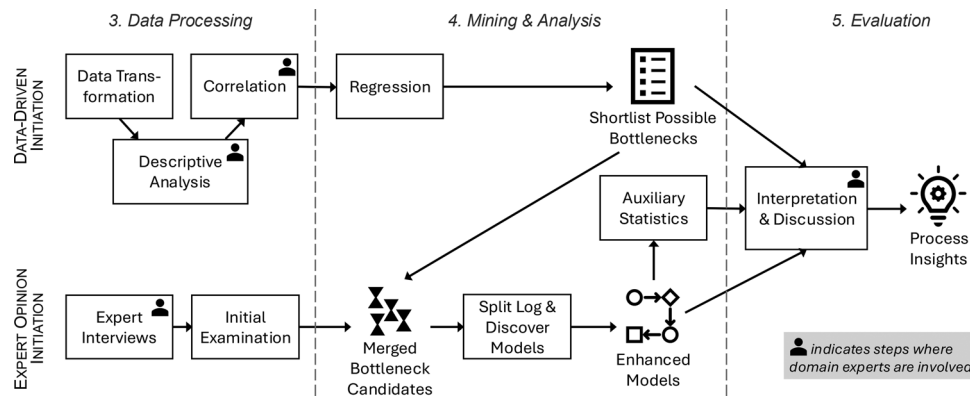 3. Data Processing
4. Mining & Analysis
5. Evaluation
DATA-DRIVEN
INITIATION
Data Trans-
formation
Correlation
Descriptive
Analysis
Regression
Shortlist Possible
Bottlenecks
Auxiliary
Statistics
Interpretation
& Discussion
Process
Insights
EXPERT OPINION
INITIATION
Expert
Interviews
Initial
Examination
Merged
Bottleneck
Candidates
Split Log &
Discover
Models
Enhanced
Models
indicates steps where
domain experts are involved